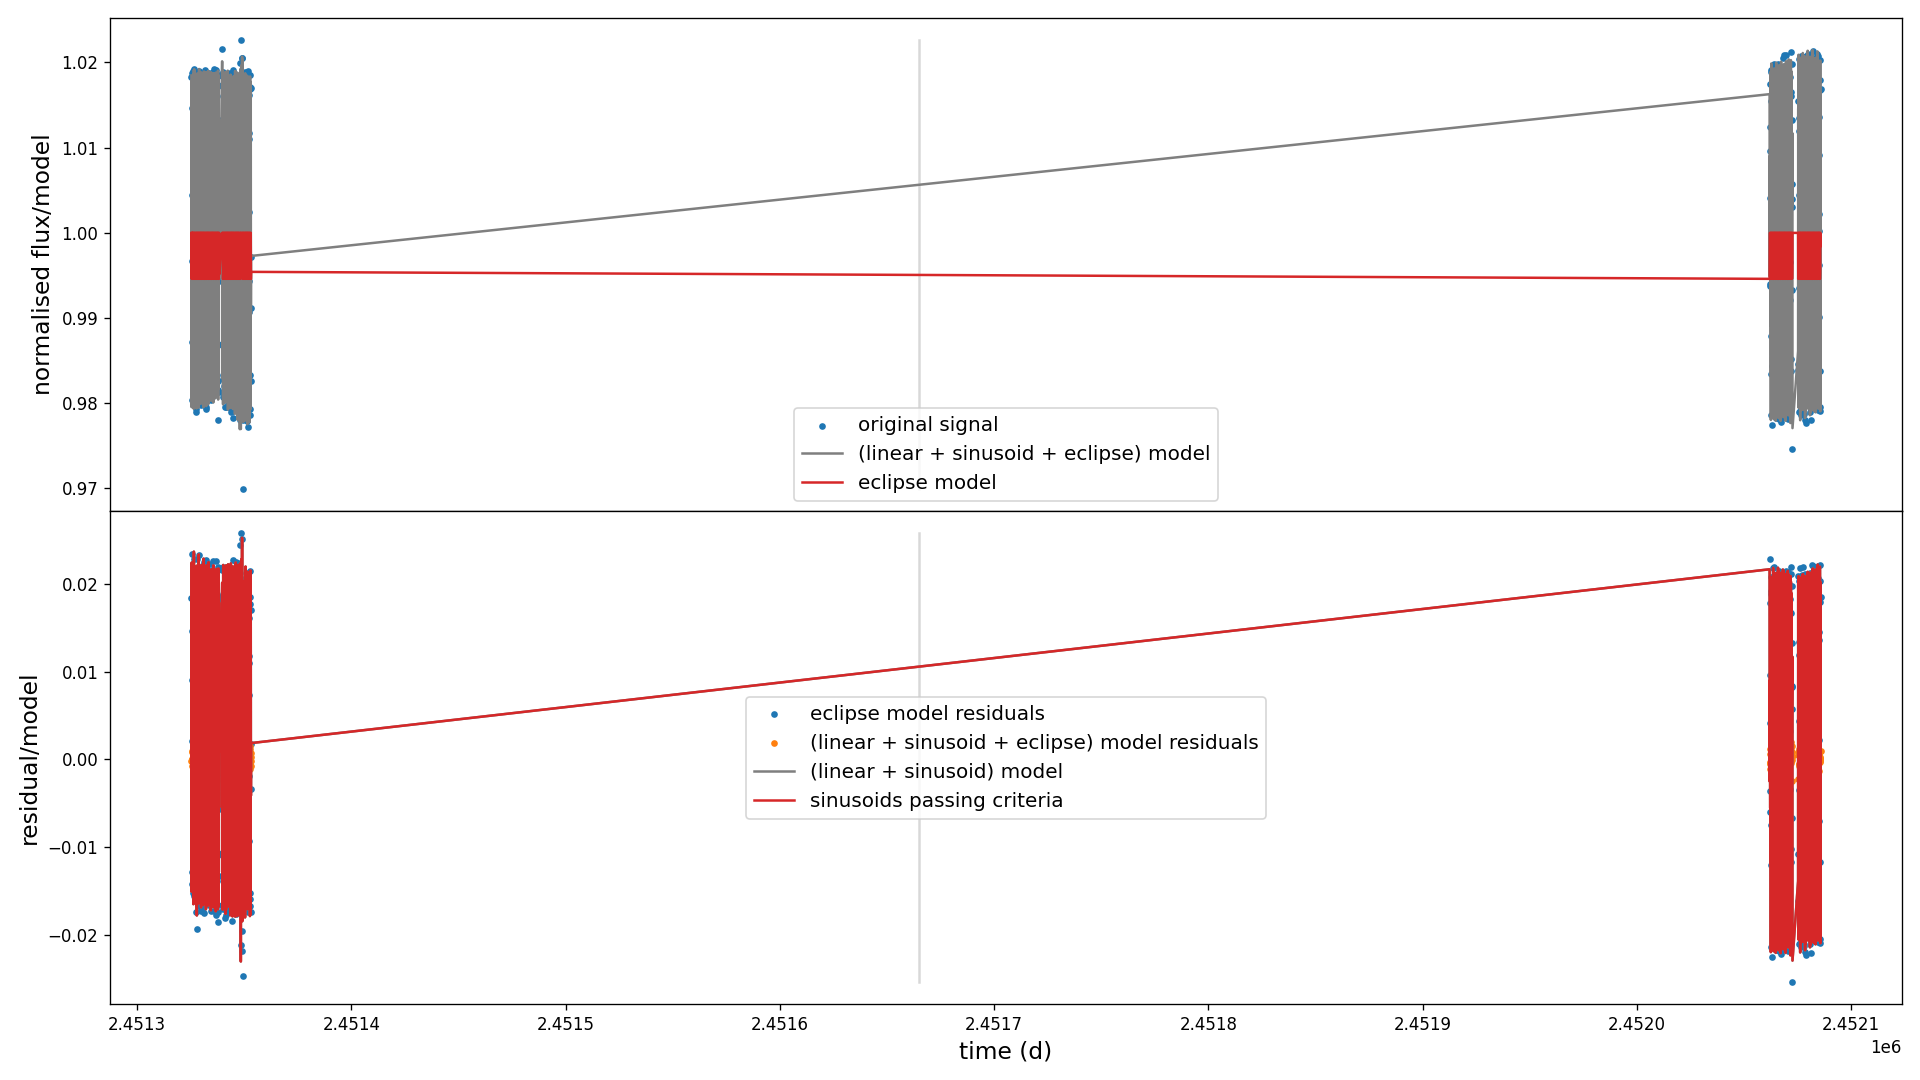 normalised flux/model
1.02
1.01
1.00
0.99
0.98
0.97
original signal
(linear + sinusoid + eclipse) model
eclipse model
residual/model
0.02
0.01
0.00
−0.01
−0.02
eclipse model residuals
(linear + sinusoid + eclipse) model residuals
(linear + sinusoid) model
sinusoids passing criteria
2.4513 2.4514 2.4515 2.4516 2.4517 2.4518 2.4519 2.4520 2.4521
1e6
time (d)